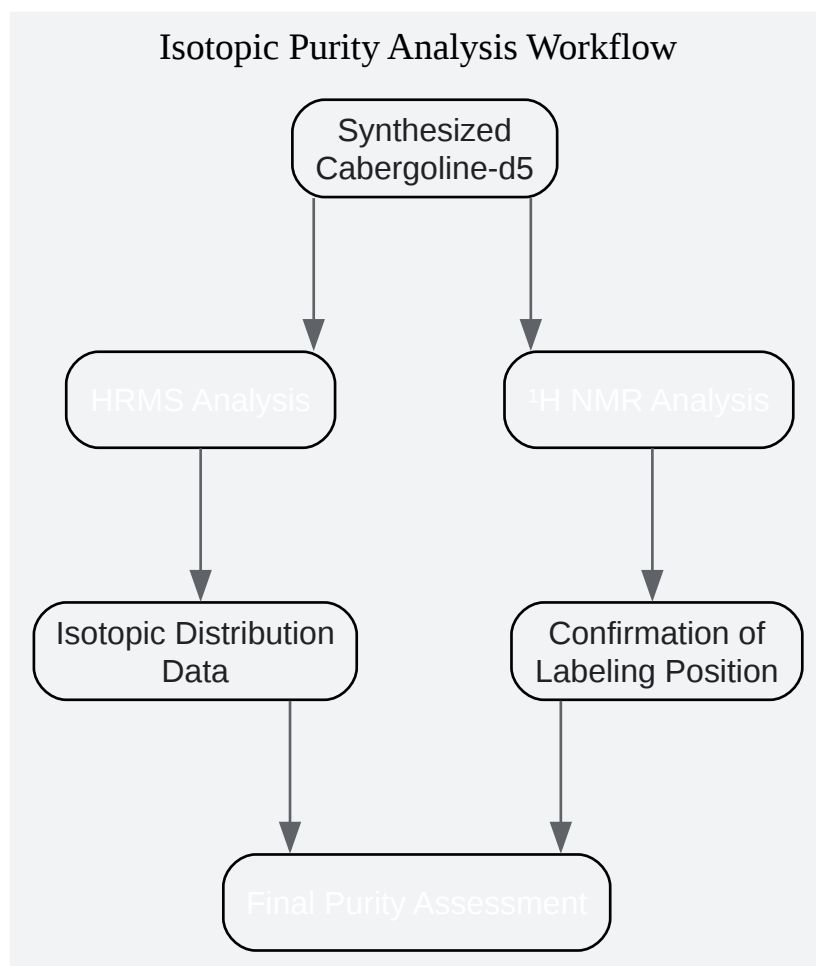 Isotopic Purity Analysis Workflow
Synthesized
Cabergoline-d5
HRMS Analysis
¹H NMR Analysis
Isotopic Distribution
Data
Confirmation of
Labeling Position
Final Purity Assessment